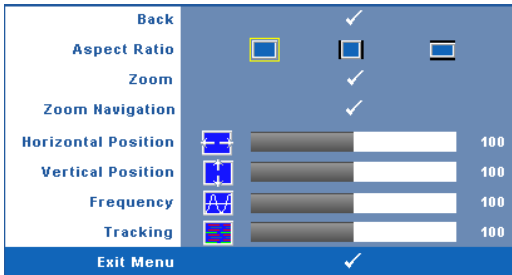 Back
Aspect Ratio
Zoom
Zoom Navigation
Horizontal Position 100
Vertical Position 100
Frequency 100
Tracking 100
Exit Menu